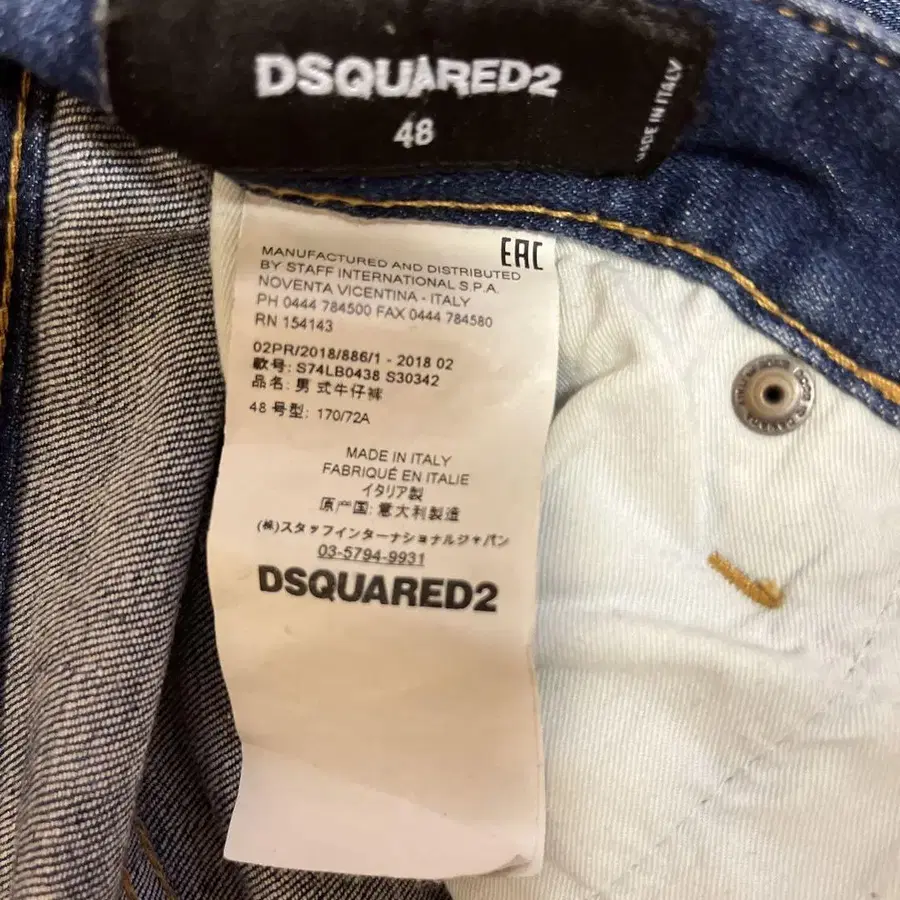 DSQUARED2
48
MADE IN ITALY
EAC
MANUFACTURED AND DISTRIBUTED
BY STAFF INTERNATIONAL S.P.A.
NOVENTA VICENTINA - ITALY
PH 0444 784500 FAX 0444 784580
RN 154143
02PR/2018/886/1 - 2018 02
款号: S74LB0438 S30342
品名: 男 式牛仔裤
48 号型: 170/72A
MADE IN ITALY
FABRIQUÉ EN ITALIE
イタリア製
原产国: 意大利製造
(株)スタッフインターナショナルジャパン
03-5794-9931
DSQUARED2